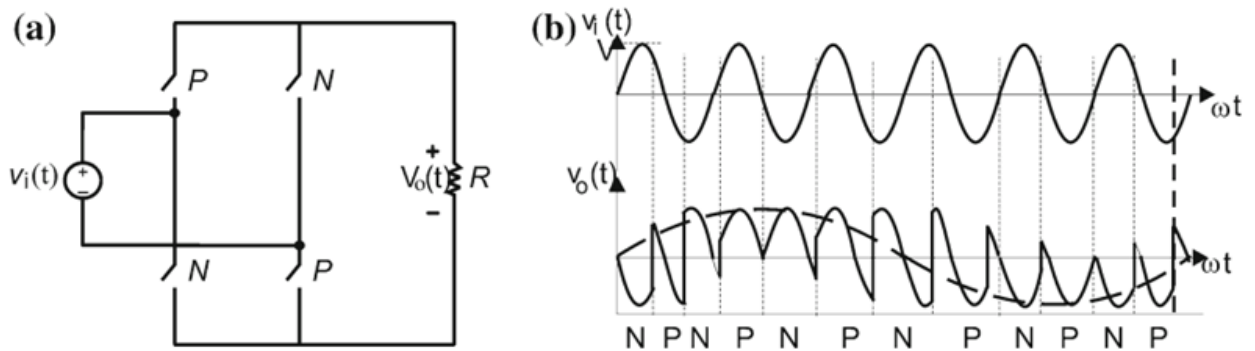 (a)
P
N
vi(t)
+
−
+
Vo(t)
R
−
N
P
(b)
vi(t)
V
ωt
vo(t)
ωt
N P N P N P N P N P N P